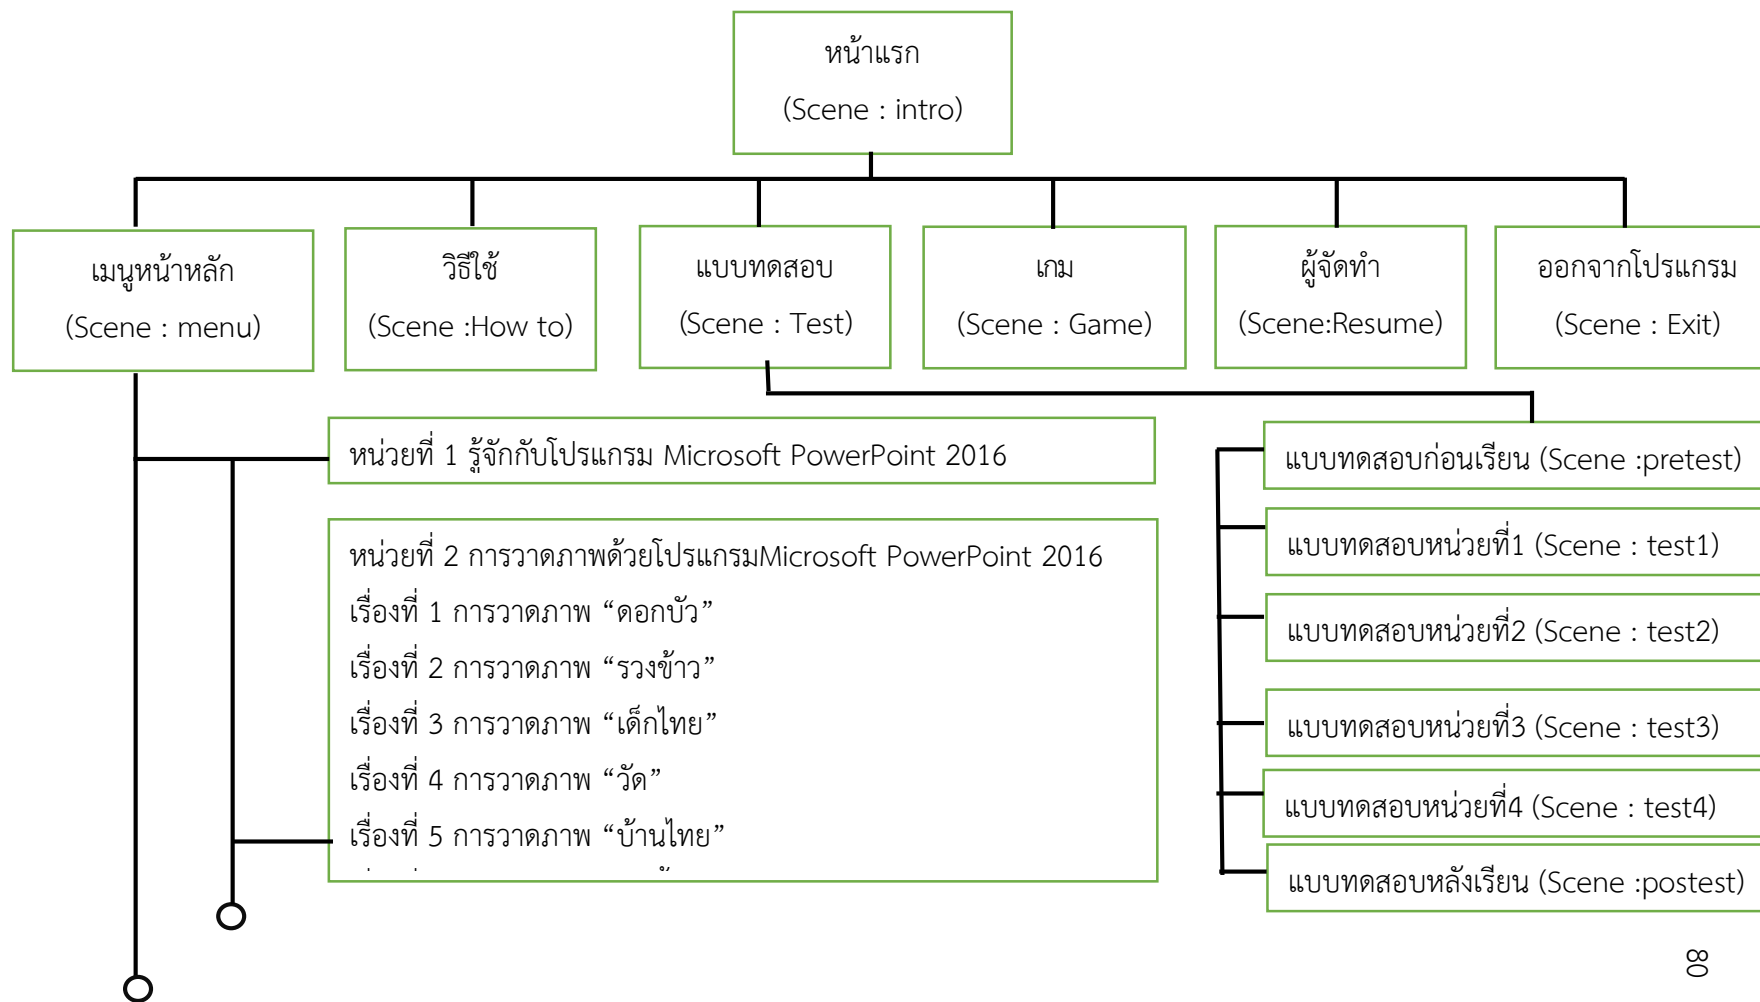 หน้าแรก
(Scene : intro)
เมนูหน้าหลัก
(Scene : menu)
วิธีใช้
(Scene :How to)
แบบทดสอบ
(Scene : Test)
เกม
(Scene : Game)
ผู้จัดทำ
(Scene:Resume)
ออกจากโปรแกรม
(Scene : Exit)
หน่วยที่ 1 รู้จักกับโปรแกรม Microsoft PowerPoint 2016
หน่วยที่ 2 การวาดภาพด้วยโปรแกรมMicrosoft PowerPoint 2016
เรื่องที่ 1 การวาดภาพ “ดอกบัว”
เรื่องที่ 2 การวาดภาพ “รวงข้าว”
เรื่องที่ 3 การวาดภาพ “เด็กไทย”
เรื่องที่ 4 การวาดภาพ “วัด”
เรื่องที่ 5 การวาดภาพ “บ้านไทย”
แบบทดสอบก่อนเรียน (Scene :pretest)
แบบทดสอบหน่วยที่1 (Scene : test1)
แบบทดสอบหน่วยที่2 (Scene : test2)
แบบทดสอบหน่วยที่3 (Scene : test3)
แบบทดสอบหน่วยที่4 (Scene : test4)
แบบทดสอบหลังเรียน (Scene :postest)
80